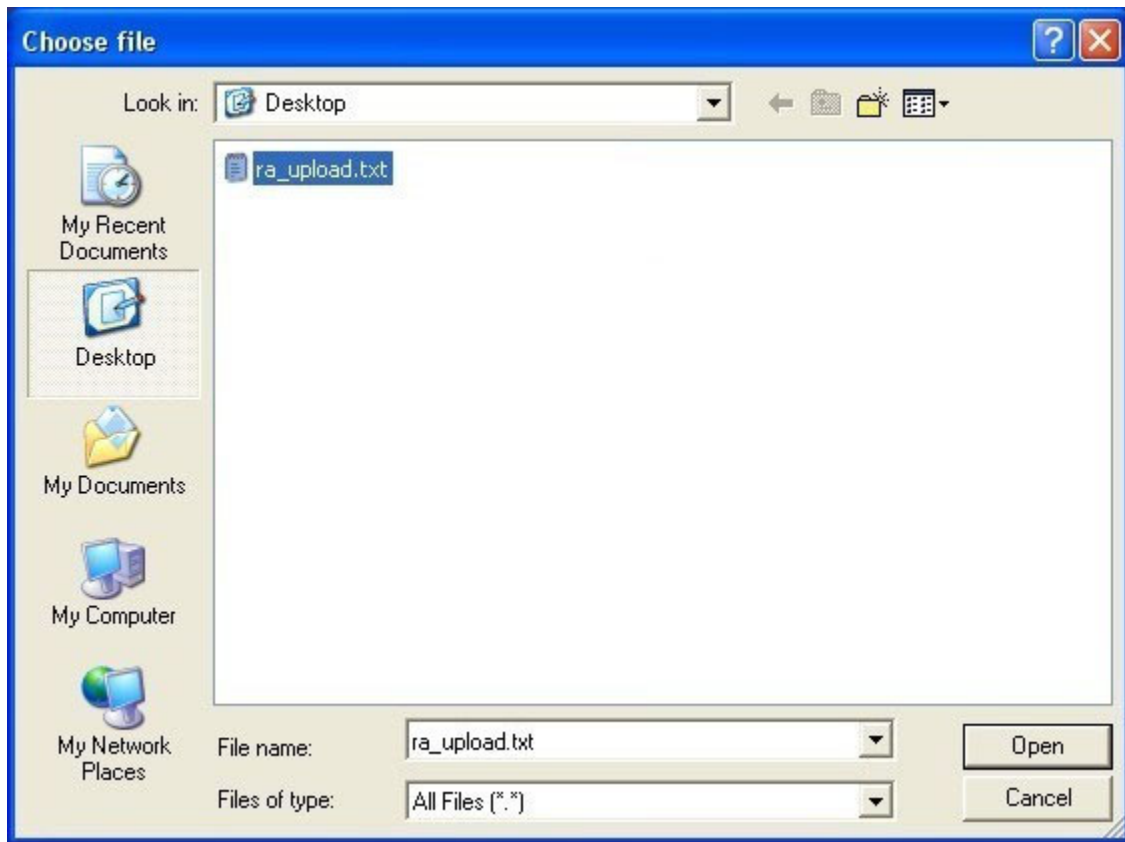 Choose file
Look in:
Desktop
ra_upload.txt
My Recent
Documents
Desktop
My Documents
My Computer
My Network
Places
File name:
ra_upload.txt
Open
Files of type:
All Files (*.*)
Cancel